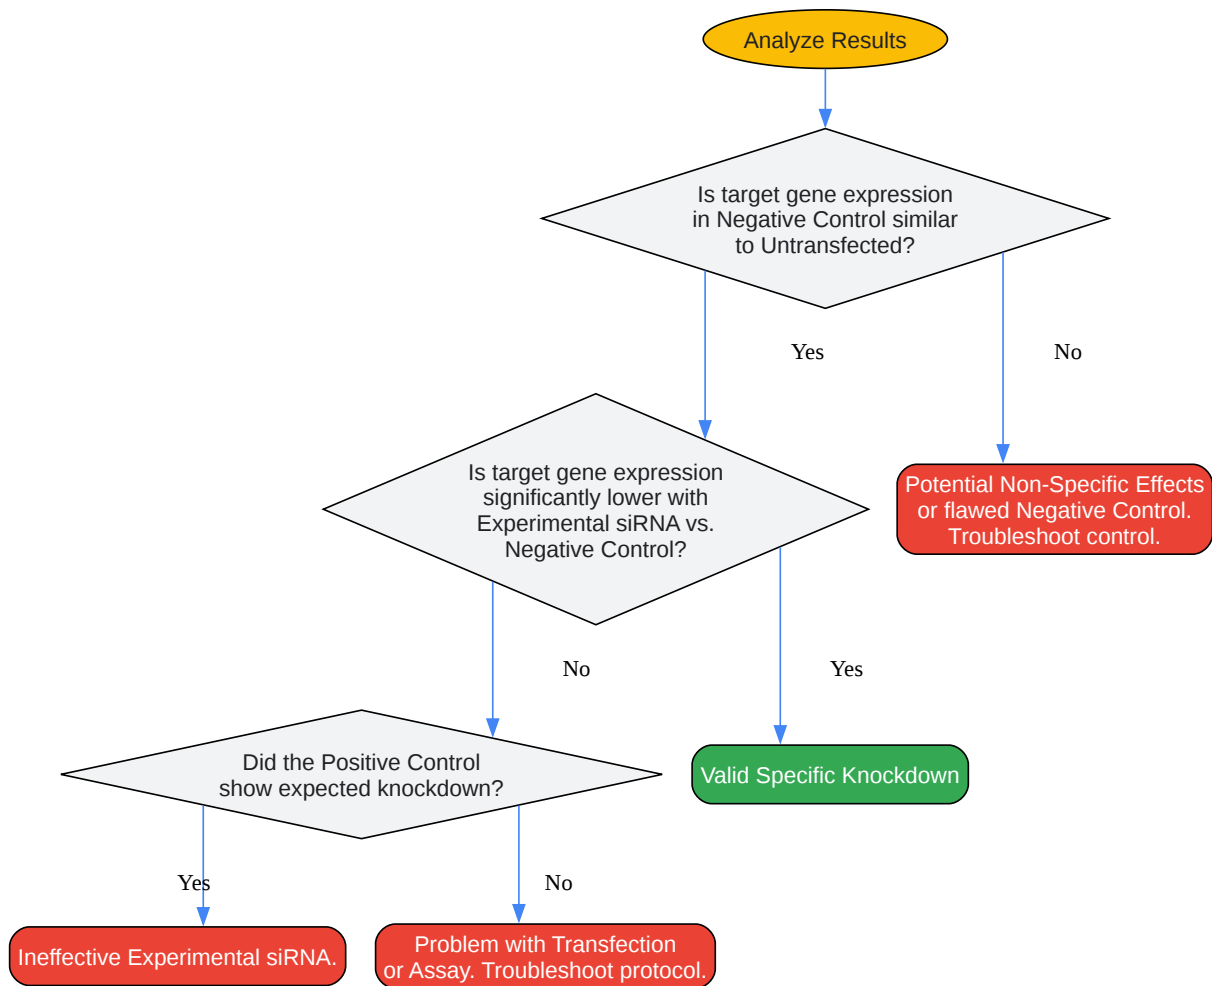 Analyze Results
Is target gene expression
in Negative Control similar
to Untransfected?
Yes
No
Is target gene expression
significantly lower with
Experimental siRNA vs.
Negative Control?
Potential Non-Specific Effects
or flawed Negative Control.
Troubleshoot control.
No
Yes
Did the Positive Control
show expected knockdown?
Valid Specific Knockdown
Yes
No
Ineffective Experimental siRNA.
Problem with Transfection
or Assay. Troubleshoot protocol.